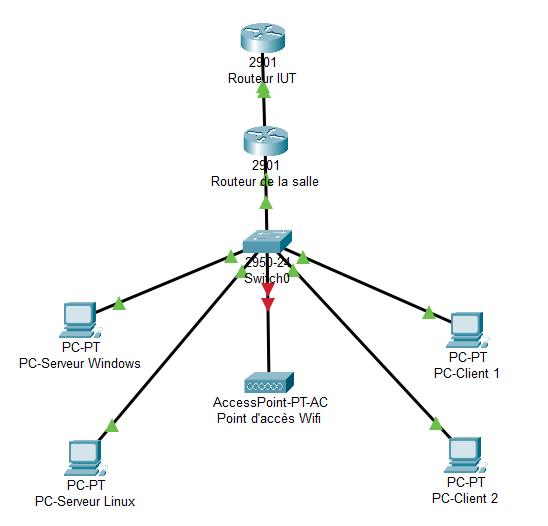 2901
Routeur IUT
2901
Routeur de la salle
2950-24
Switch0
PC-PT
PC-Serveur Windows
PC-PT
PC-Client 1
AccessPoint-PT-AC
Point d'accès Wifi
PC-PT
PC-Serveur Linux
PC-PT
PC-Client 2